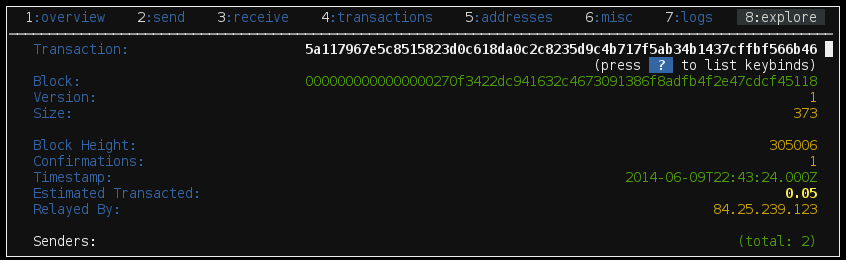 1:overview 2:send 3:receive 4:transactions 5:addresses 6:misc 7:logs 8:explore
Transaction: 5a117967e5c8515823d0c618da0c2c8235d9c4b717f5ab34b1437cffbf566b46
(press ? to list keybinds)
Block: 0000000000000000270f3422dc941632c4673091386f8adfb4f2e47cdcf45118
Version: 1
Size: 373
Block Height: 305006
Confirmations: 1
Timestamp: 2014-06-09T22:43:24.000Z
Estimated Transacted: 0.05
Relayed By: 84.25.239.123
Senders: (total: 2)